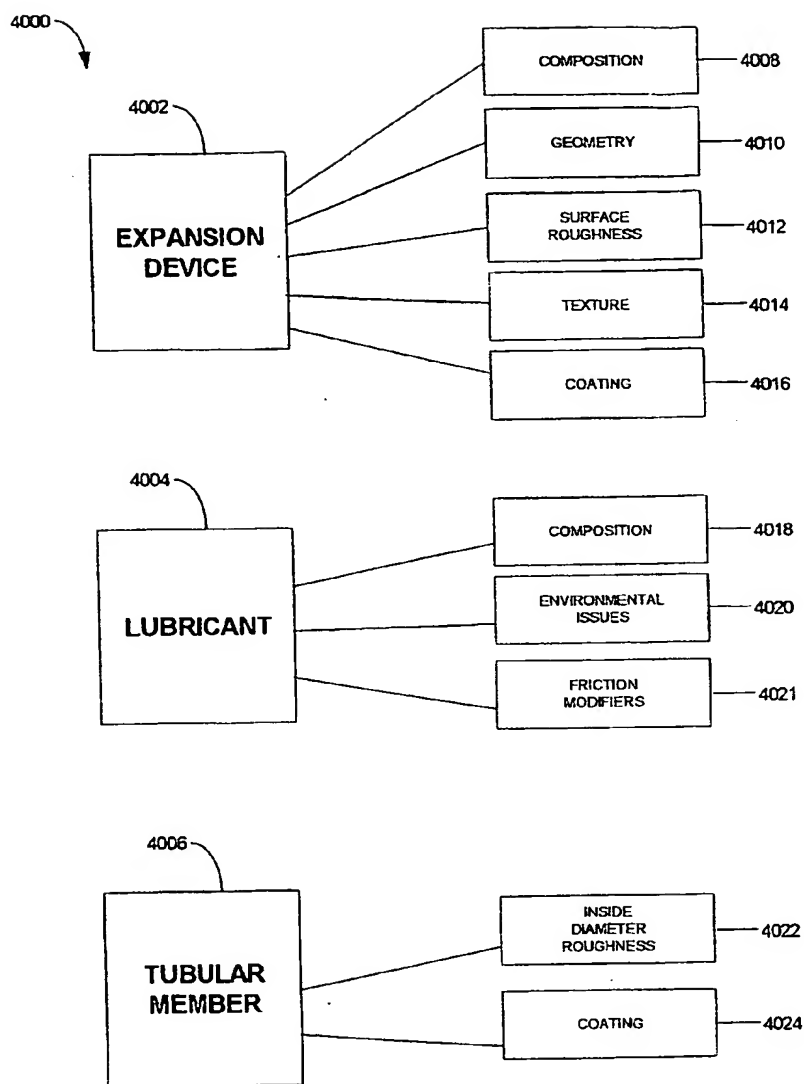 4000
4002
EXPANSION
DEVICE
COMPOSITION
4008
GEOMETRY
4010
SURFACE
ROUGHNESS
4012
TEXTURE
4014
COATING
4016
4004
LUBRICANT
COMPOSITION
4018
ENVIRONMENTAL
ISSUES
4020
FRICTION
MODIFIERS
4021
4006
TUBULAR
MEMBER
INSIDE
DIAMETER
ROUGHNESS
4022
COATING
4024